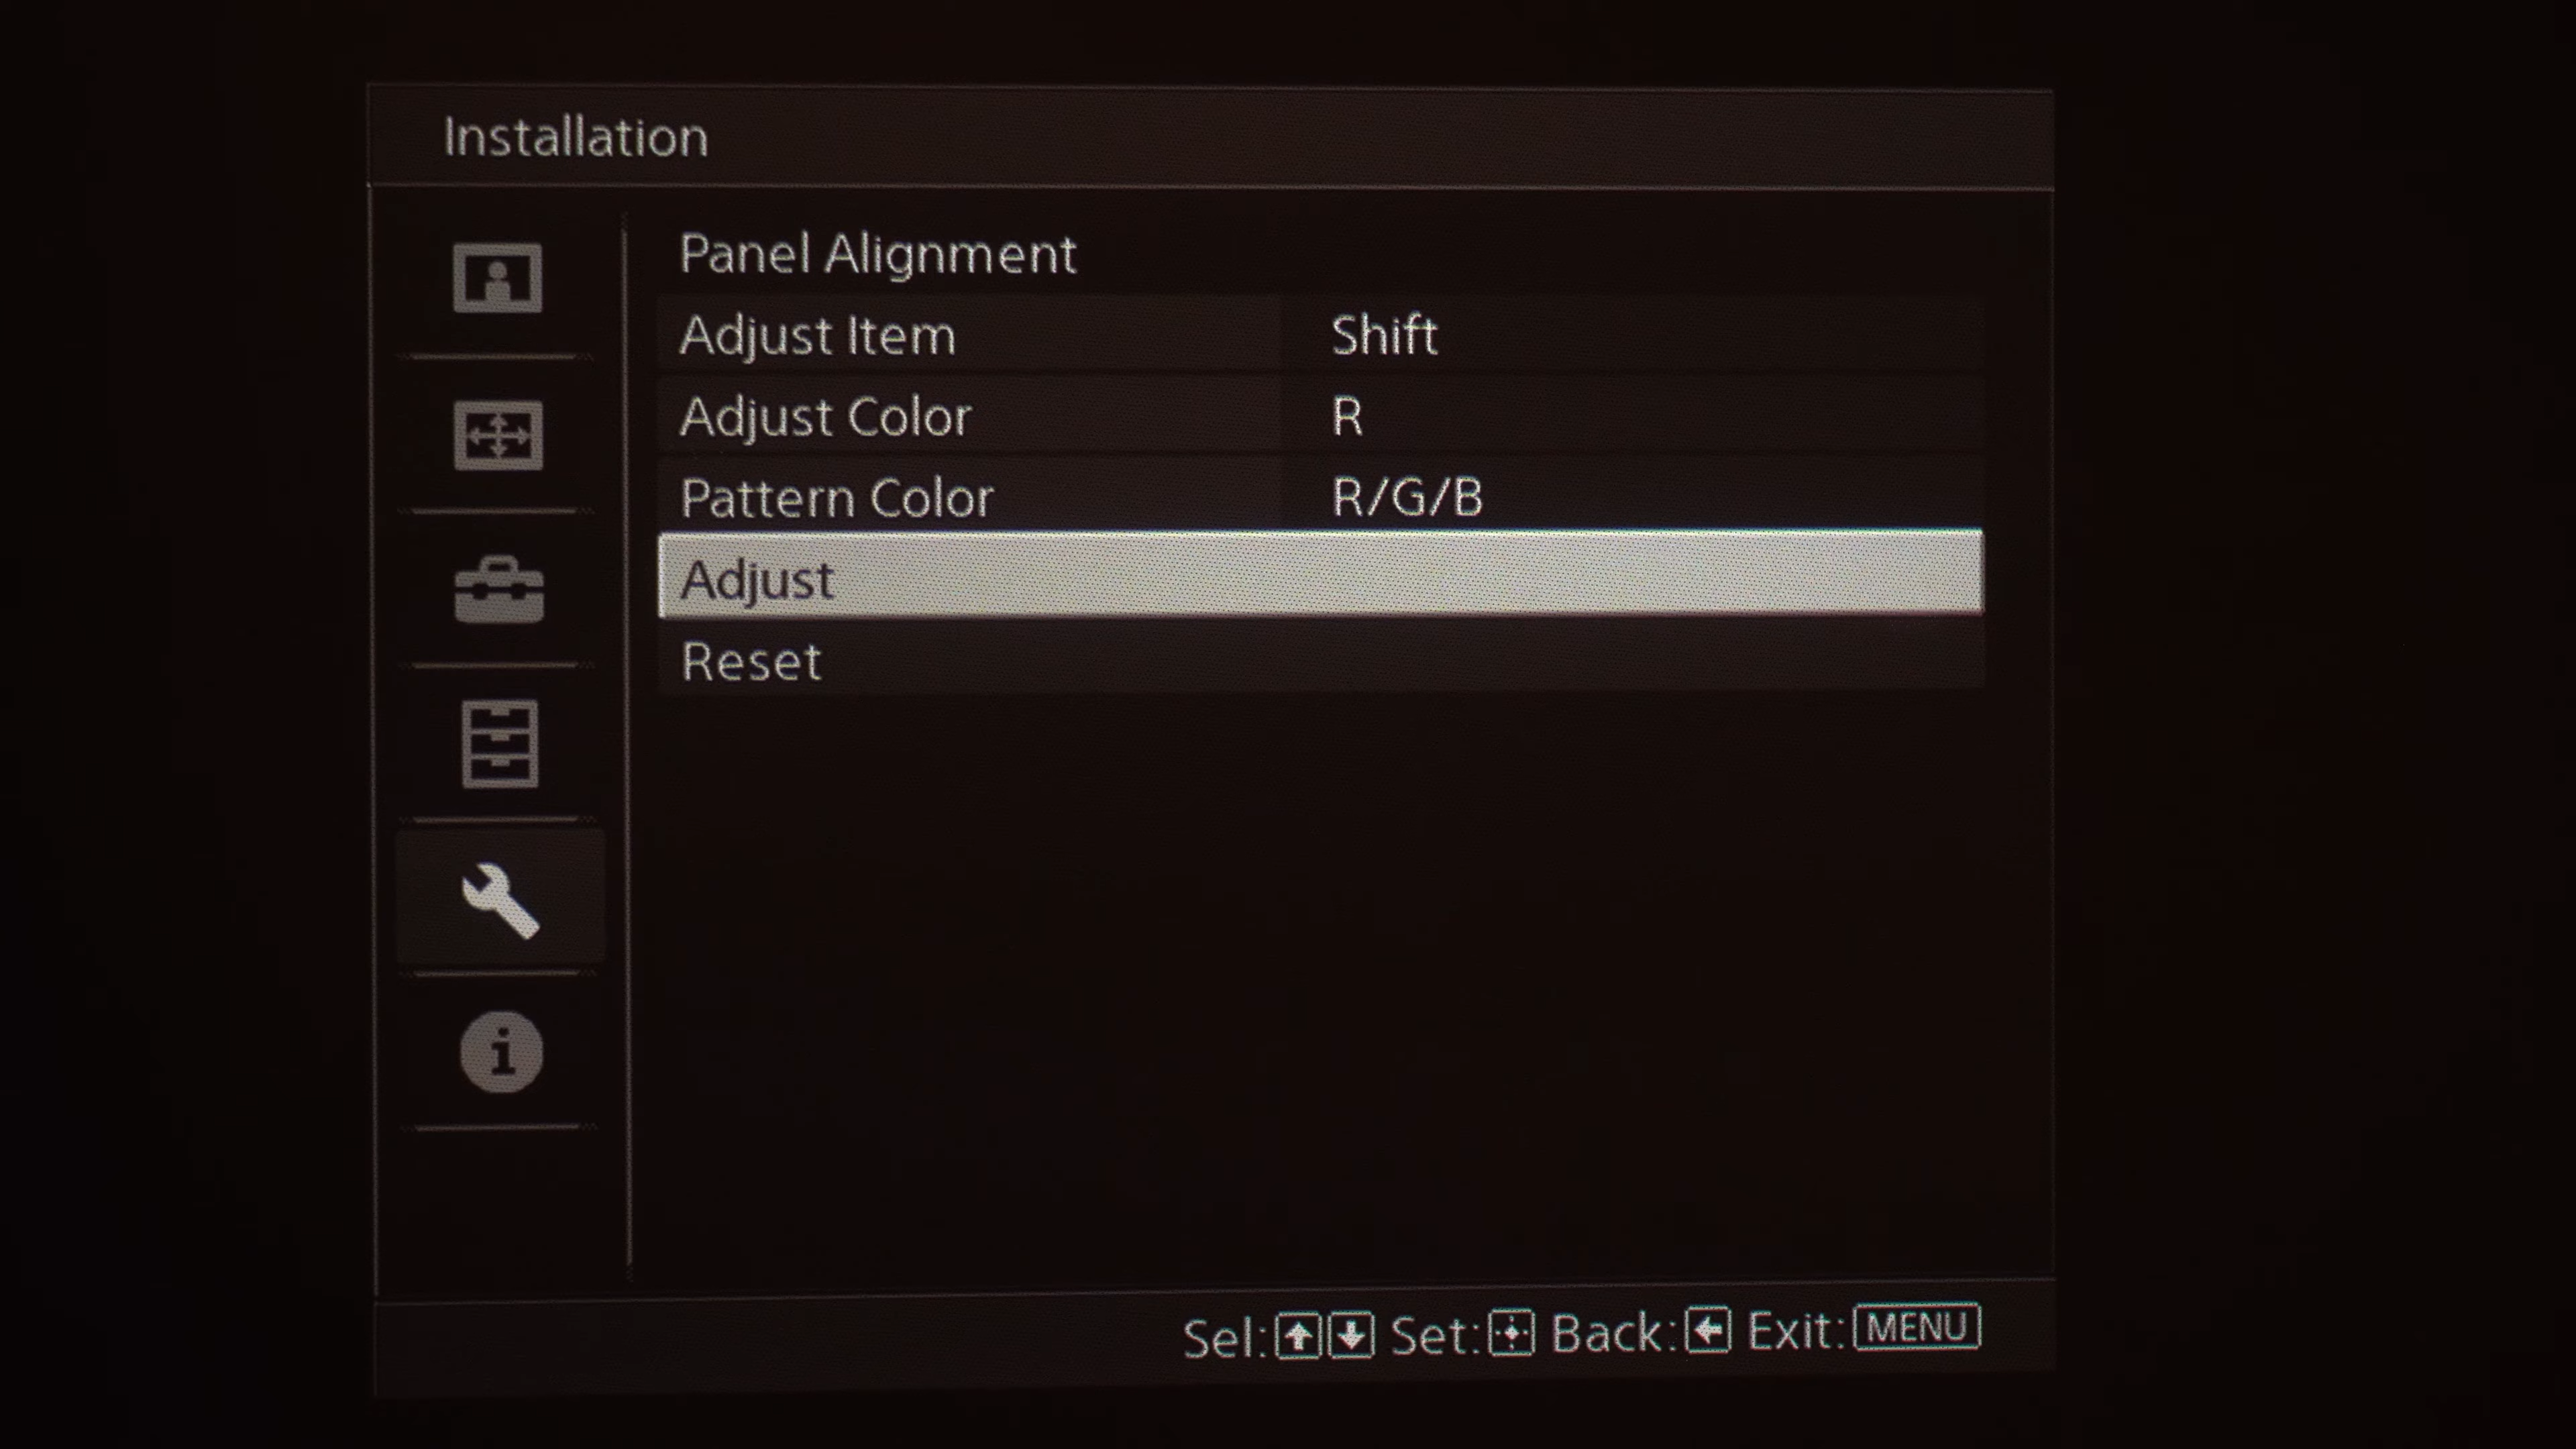 Installation
Panel Alignment
Adjust Item Shift
Adjust Color R
Pattern Color R/G/B
Adjust
Reset
Sel: Set: Back: Exit: MENU